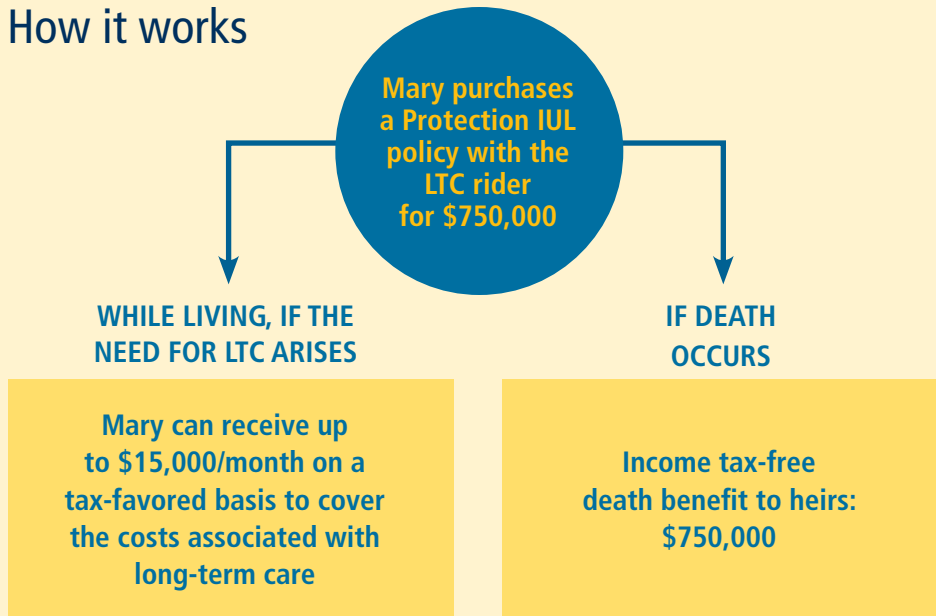 How it works
Mary purchases
a Protection IUL
policy with the
LTC rider
for $750,000
WHILE LIVING, IF THE
NEED FOR LTC ARISES
Mary can receive up
to $15,000/month on a
tax-favored basis to cover
the costs associated with
long-term care
IF DEATH
OCCURS
Income tax-free
death benefit to heirs:
$750,000